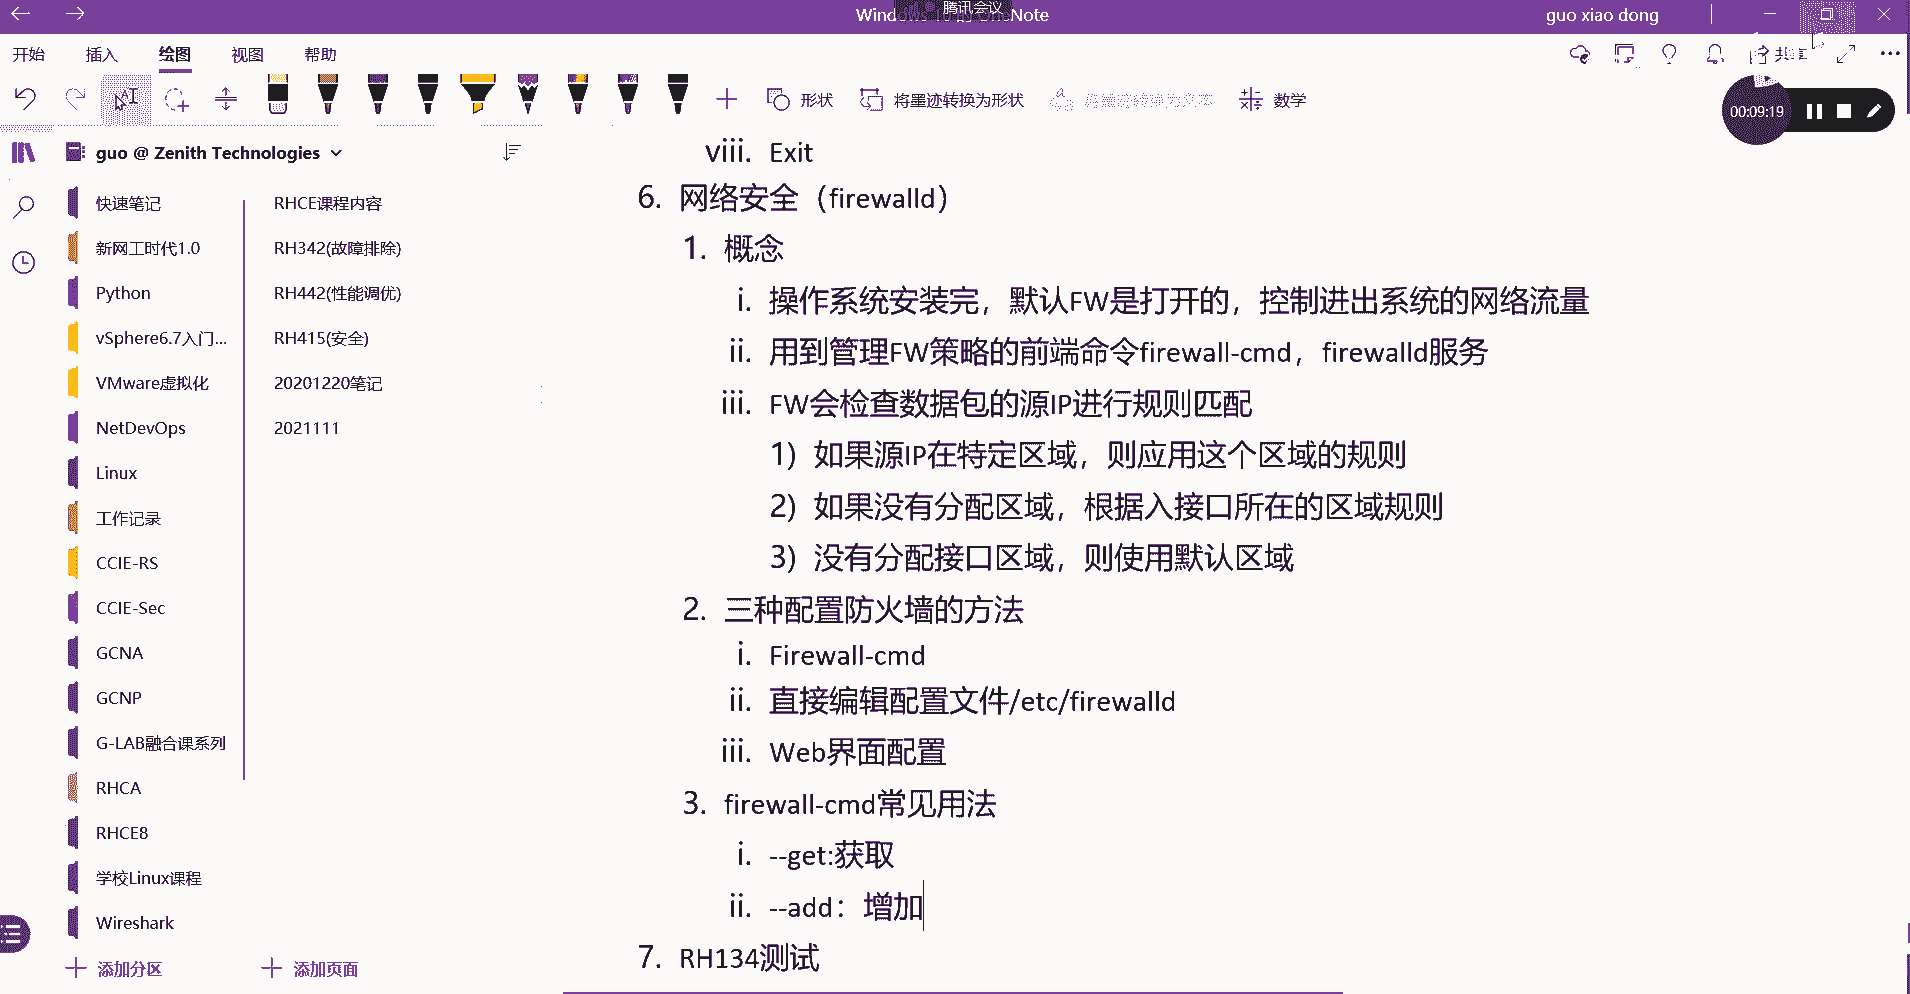 Wind
腾讯会议
Note
guo xiao dong
开始
插入
绘图
视图
帮助
共享
形状
将墨迹转换为形状
将墨迹转换为文本
数学
00:09:19
guo @ Zenith Technologies
快速笔记
新网工时代1.0
Python
vSphere6.7入门...
VMware虚拟化
NetDevOps
Linux
工作记录
CCIE-RS
CCIE-Sec
GCNA
GCNP
G-LAB融合课系列
RHCA
RHCE8
学校Linux课程
Wireshark
添加分区
RHCE课程内容
RH342(故障排除)
RH442(性能调优)
RH415(安全)
20201220笔记
2021111
添加页面
viii. Exit
6. 网络安全（firewalld）
1. 概念
i. 操作系统安装完，默认FW是打开的，控制进出系统的网络流量
ii. 用到管理FW策略的前端命令firewall-cmd，firewalld服务
iii. FW会检查数据包的源IP进行规则匹配
1) 如果源IP在特定区域，则应用这个区域的规则
2) 如果没有分配区域，根据入接口所在的区域规则
3) 没有分配接口区域，则使用默认区域
2. 三种配置防火墙的方法
i. Firewall-cmd
ii. 直接编辑配置文件/etc/firewalld
iii. Web界面配置
3. firewall-cmd常见用法
i. --get:获取
ii. --add：增加
7. RH134测试